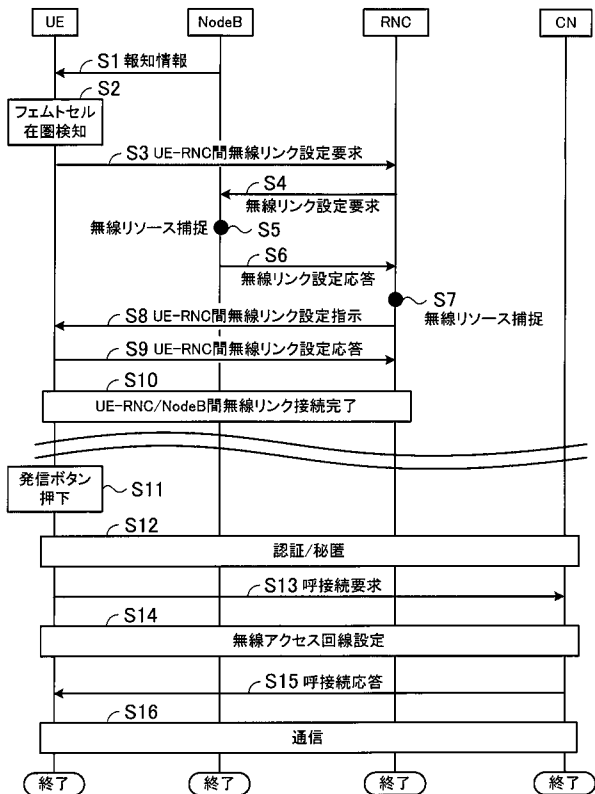 UE
NodeB
RNC
CN
S1 報知情報
S2
フェムトセル
在圏検知
S3 UE-RNC間無線リンク設定要求
S4
無線リンク設定要求
無線リソース捕捉
S5
S6
無線リンク設定応答
S7
無線リソース捕捉
S8 UE-RNC間無線リンク設定指示
S9 UE-RNC間無線リンク設定応答
S10
UE-RNC/NodeB間無線リンク接続完了
発信ボタン
押下
S11
S12
認証/秘匿
S13 呼接続要求
S14
無線アクセス回線設定
S15 呼接続応答
S16
通信
終了
終了
終了
終了